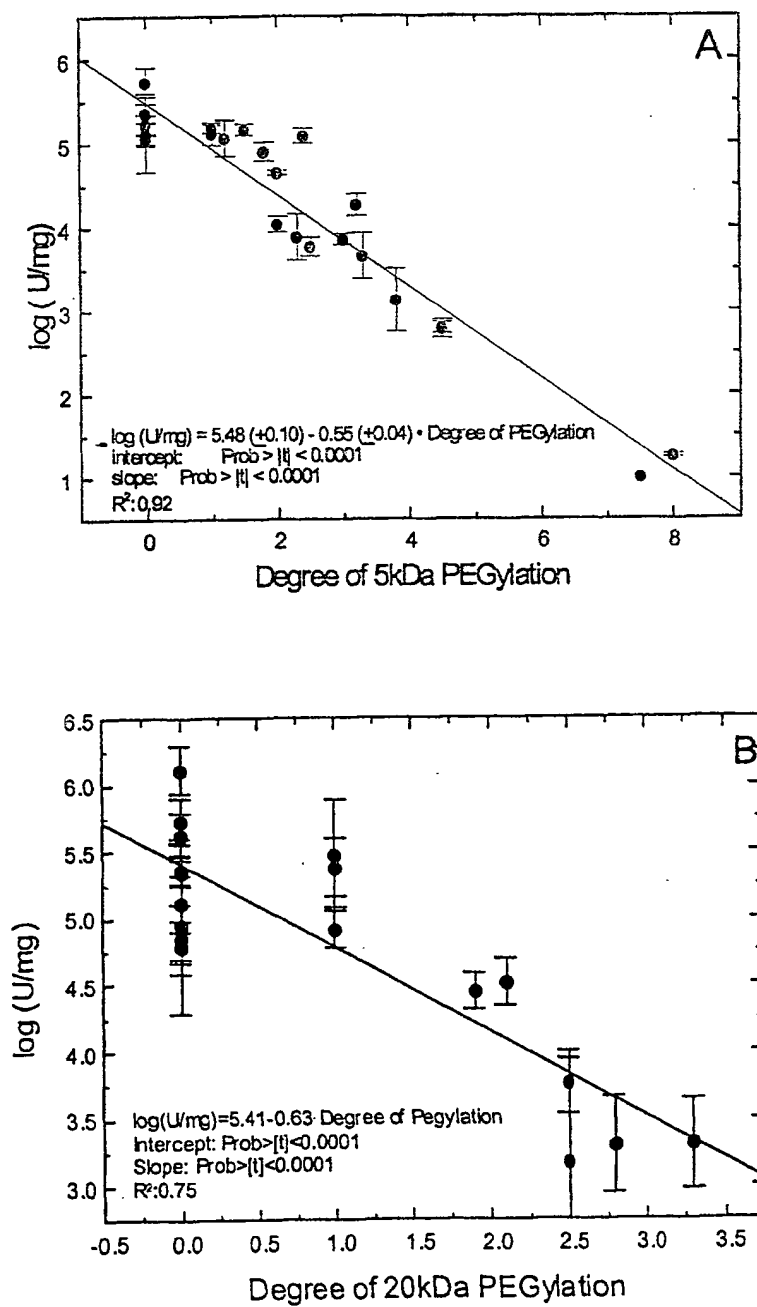 A
6
5
4
3
2
1
log ( U/mg)
log (U/mg) = 5.48 (±0.10) - 0.55 (±0.04) • Degree of PEGylation
intercept: Prob > |t| < 0.0001
slope: Prob > |t| < 0.0001
R²: 0,92
0 2 4 6 8
Degree of 5kDa PEGylation
B
6.5
6.0
5.5
5.0
4.5
4.0
3.5
3.0
log (U/mg)
log(U/mg)=5.41-0.63· Degree of Pegylation
Intercept: Prob>[t]<0.0001
Slope: Prob>[t]<0.0001
R²:0.75
-0.5 0.0 0.5 1.0 1.5 2.0 2.5 3.0 3.5
Degree of 20kDa PEGylation